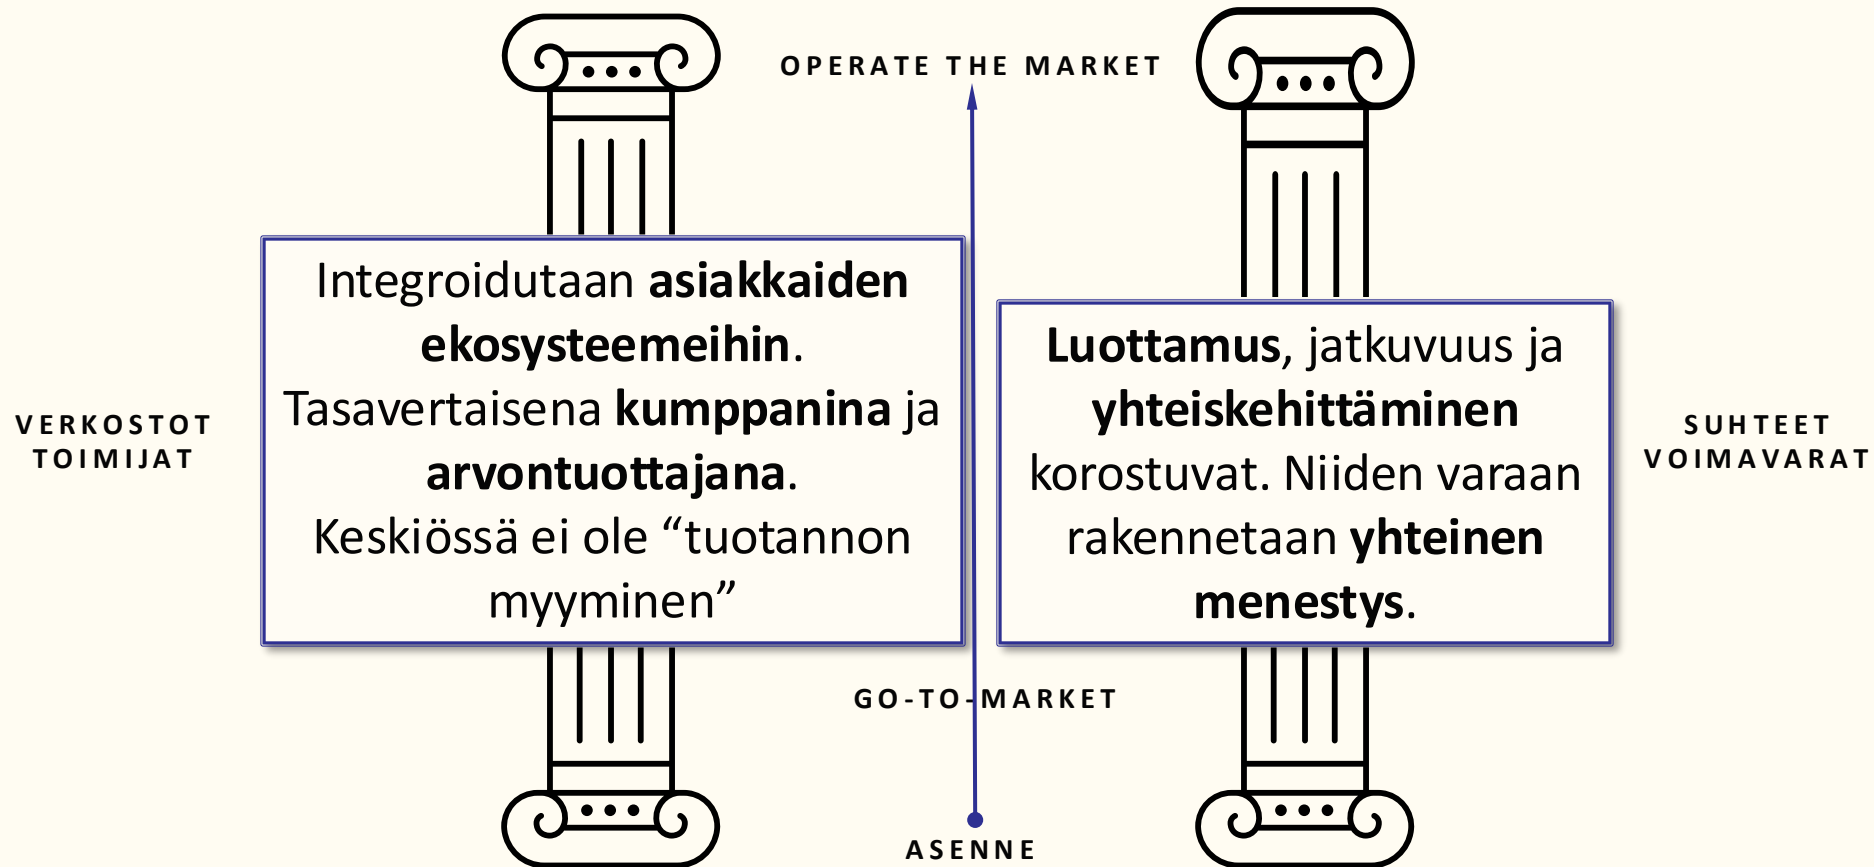 OPERATE THE MARKET
VERKOSTOT
TOIMIJAT
Integroidutaan asiakkaiden
ekosysteemeihin.
Tasavertaisena kumppanina ja
arvontuottajana.
Keskiössä ei ole “tuotannon
myyminen”
Luottamus, jatkuvuus ja
yhteiskehittäminen
korostuvat. Niiden varaan
rakennetaan yhteinen
menestys.
SUHTEET
VOIMAVARAT
GO-TO-MARKET
ASENNE